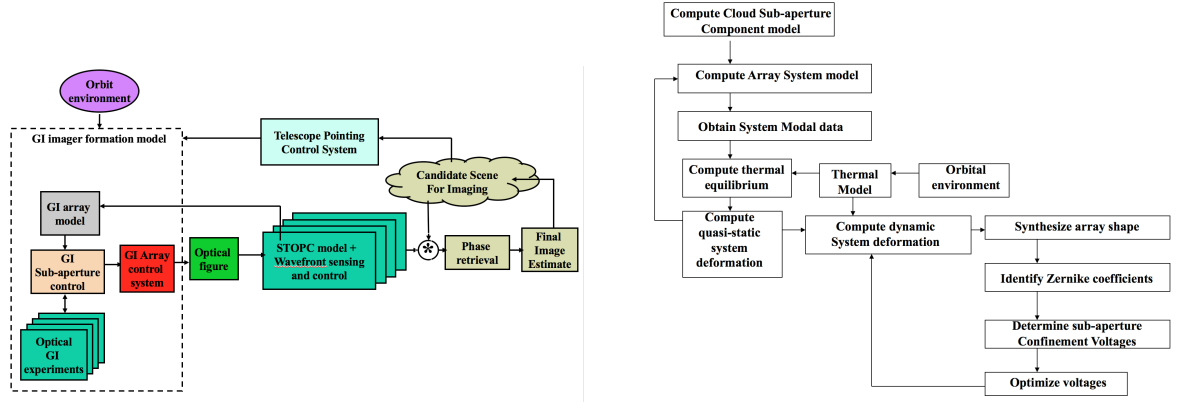 Orbit
environment
GI imager formation model
Telescope Pointing
Control System
Candidate Scene
For Imaging
GI array
model
GI
Sub-aperture
control
GI Array
control
system
Optical
figure
STOPC model +
Wavefront sensing
and control
*
Phase
retrieval
Final
Image
Estimate
Optical
GI
experiments
Compute Cloud Sub-aperture
Component model
Compute Array System model
Obtain System Modal data
Compute thermal
equilibrium
Thermal
Model
Orbital
environment
Compute
quasi-static
system
deformation
Compute dynamic
System deformation
Synthesize array shape
Identify Zernike coefficients
Determine sub-aperture
Confinement Voltages
Optimize voltages